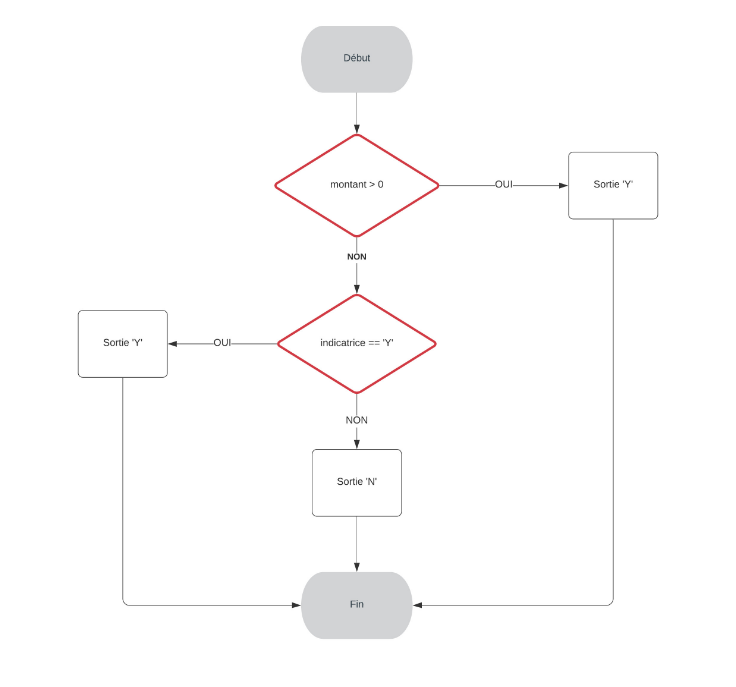 Début
montant > 0
OUI
Sortie 'Y'
NON
indicatrice == 'Y'
OUI
Sortie 'Y'
NON
Sortie 'N'
Fin